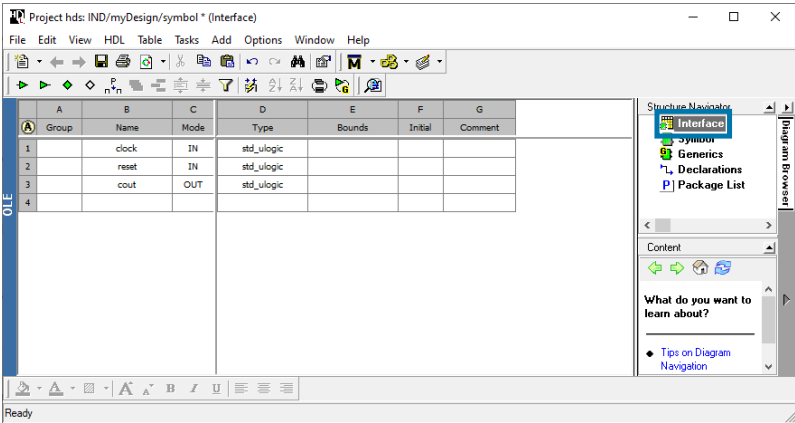 Project hds: IND/myDesign/symbol * (Interface)
File Edit View HDL Table Tasks Add Options Window Help
Structure Navigator
A B C D E F G
A Group Name Mode Type Bounds Initial Comment
Interface
1 clock IN std_ulogic
Symbol
2 reset IN std_ulogic
Generics
3 cout OUT std_ulogic
Declarations
4
P Package List
Diagram Browser
OLE
Content
What do you want to
learn about?
Tips on Diagram
Navigation
A A A B I U
Ready